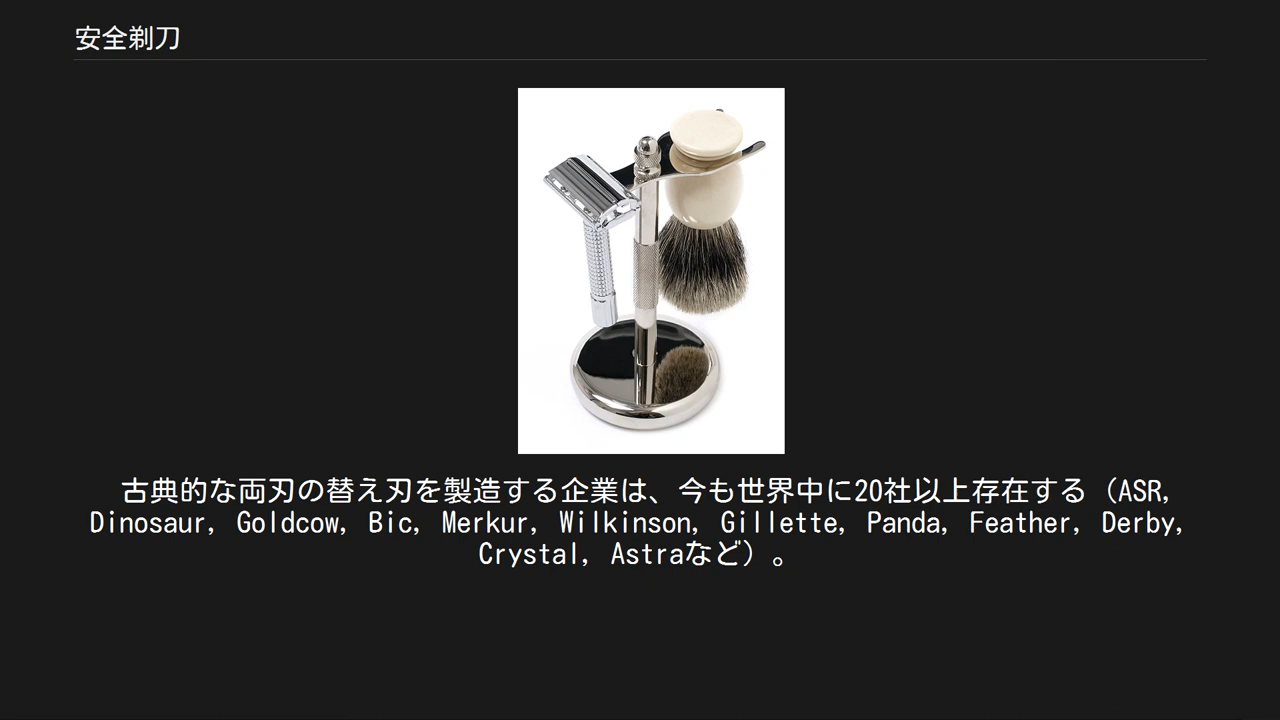 安全剃刀
古典的な両刃の替え刃を製造する企業は、今も世界中に20社以上存在する（ASR,
Dinosaur, Goldcow, Bic, Merkur, Wilkinson, Gillette, Panda, Feather, Derby,
Crystal, Astraなど）。